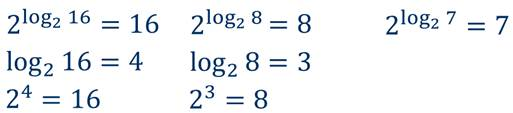 2^{log₂ 16} = 16 2^{log₂ 8} = 8 2^{log₂ 7} = 7
log₂ 16 = 4 log₂ 8 = 3
2⁴ = 16 2³ = 8